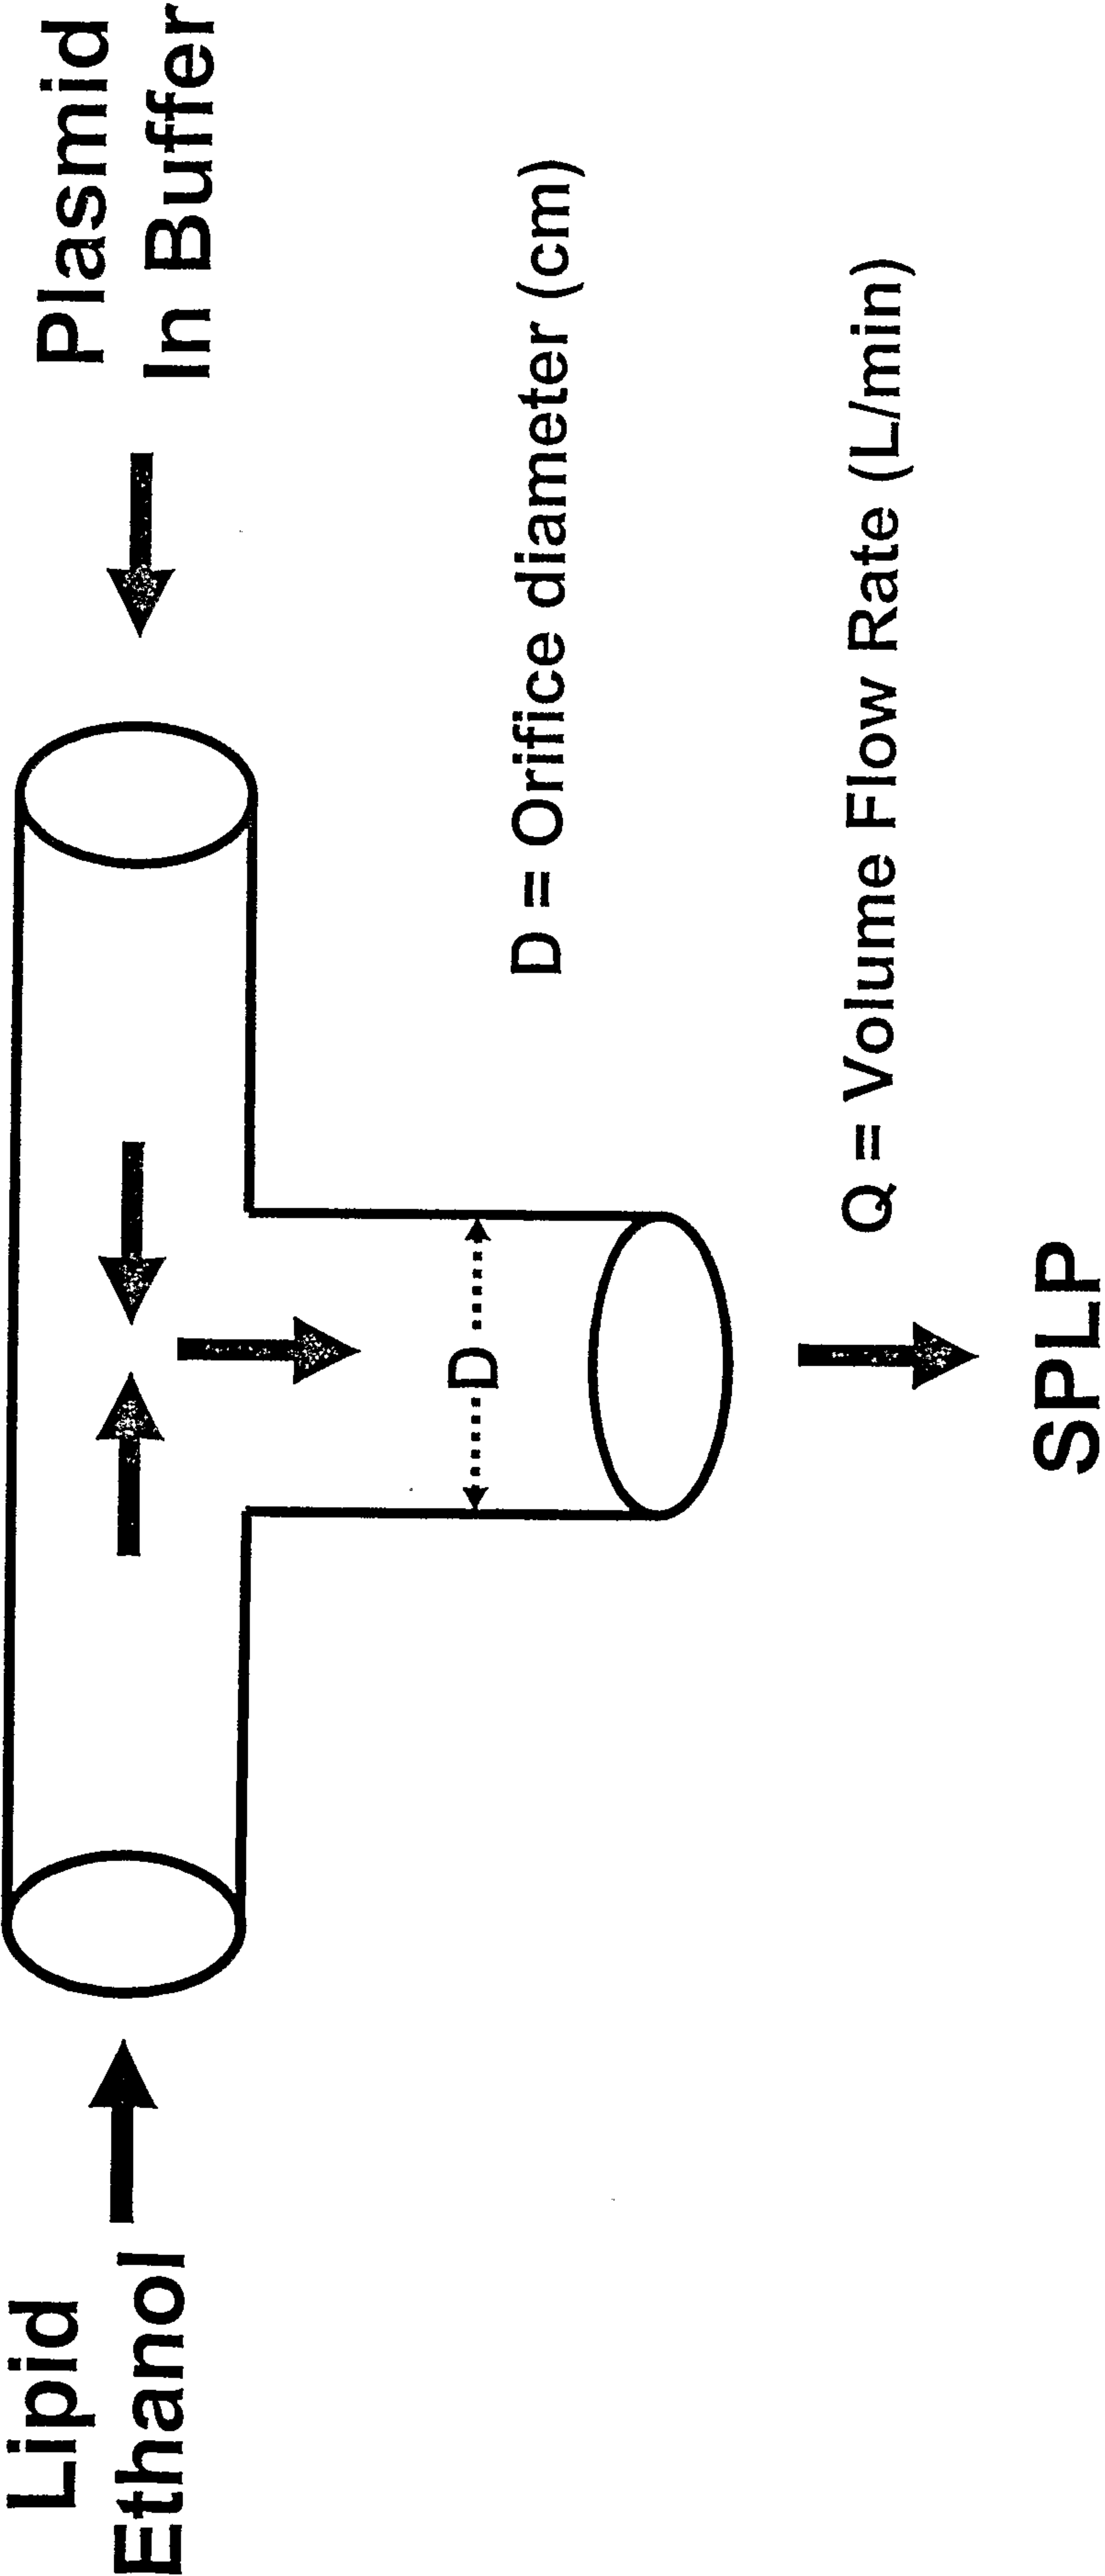 Lipid
Ethanol
Plasmid
In Buffer
D
D = Orifice diameter (cm)
Q = Volume Flow Rate (L/min)
SPLP